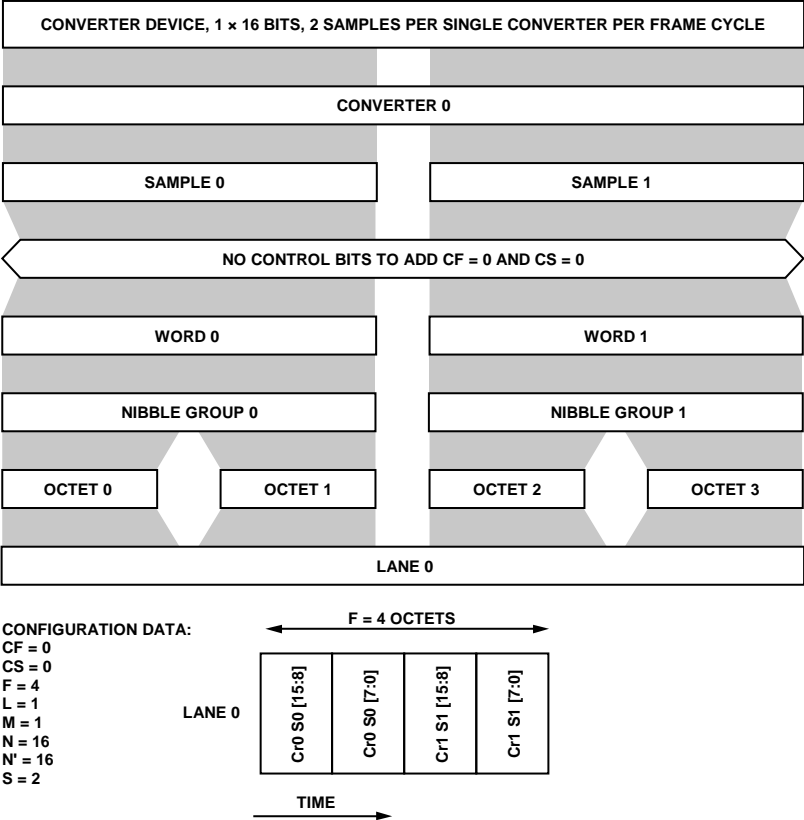 CONVERTER DEVICE, 1 × 16 BITS, 2 SAMPLES PER SINGLE CONVERTER PER FRAME CYCLE
CONVERTER 0
SAMPLE 0 SAMPLE 1
NO CONTROL BITS TO ADD CF = 0 AND CS = 0
WORD 0 WORD 1
NIBBLE GROUP 0 NIBBLE GROUP 1
OCTET 0 OCTET 1 OCTET 2 OCTET 3
LANE 0
CONFIGURATION DATA:
CF = 0
CS = 0
F = 4
L = 1
M = 1
N = 16
N' = 16
S = 2
F = 4 OCTETS
LANE 0
Cr0 S0 [15:8]
Cr0 S0 [7:0]
Cr1 S1 [15:8]
Cr1 S1 [7:0]
TIME